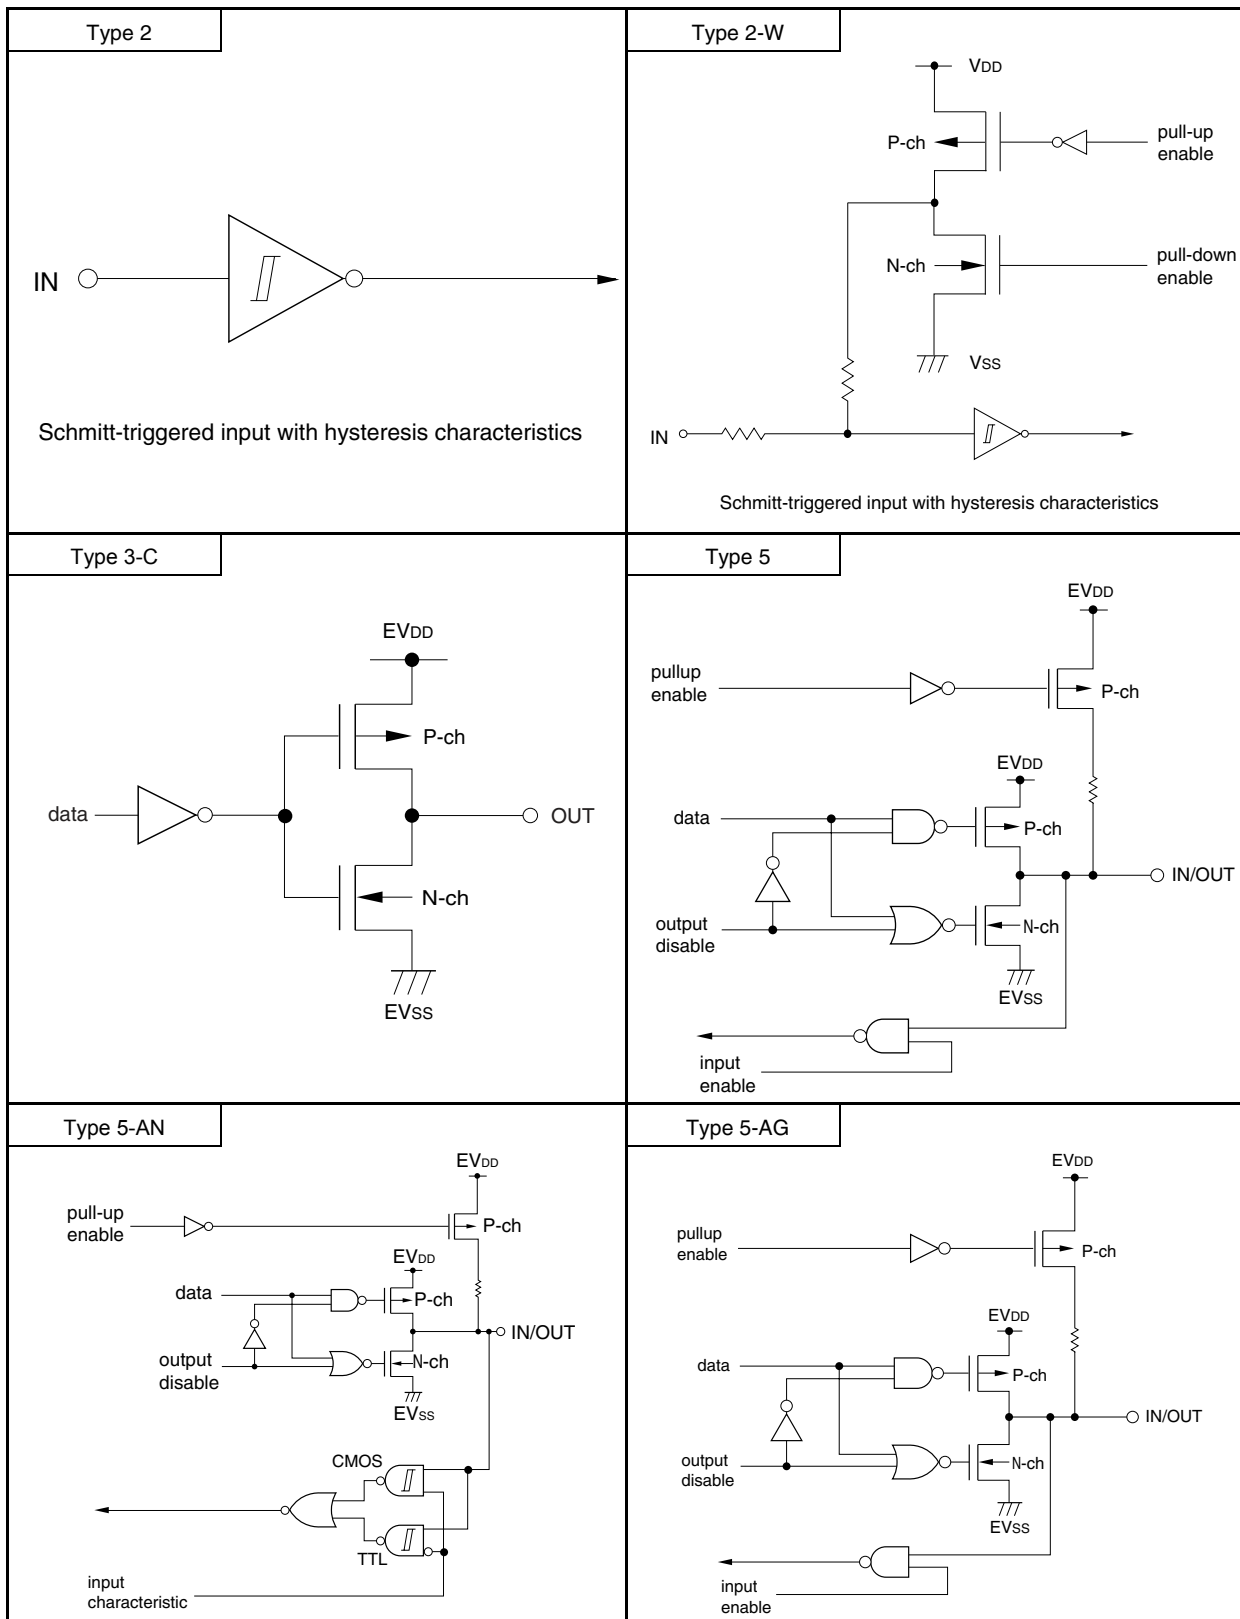 Type 2
IN
Schmitt-triggered input with hysteresis characteristics
Type 2-W
VDD
P-ch
pull-up
enable
N-ch
pull-down
enable
VSS
IN
Schmitt-triggered input with hysteresis characteristics
Type 3-C
EVDD
P-ch
data
OUT
N-ch
EVSS
Type 5
EVDD
pullup
enable
P-ch
EVDD
data
P-ch
IN/OUT
output
disable
N-ch
EVSS
input
enable
Type 5-AN
EVDD
pull-up
enable
P-ch
EVDD
data
P-ch
IN/OUT
output
disable
N-ch
EVSS
CMOS
TTL
input
characteristic
Type 5-AG
EVDD
pullup
enable
P-ch
EVDD
data
P-ch
IN/OUT
output
disable
N-ch
EVSS
input
enable